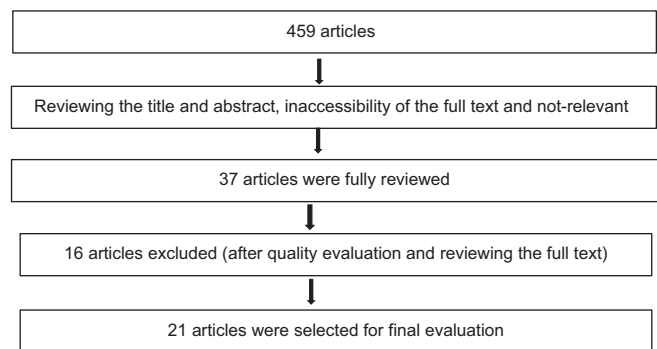 459 articles
Reviewing the title and abstract, inaccessibility of the full text and not-relevant
37 articles were fully reviewed
16 articles excluded (after quality evaluation and reviewing the full text)
21 articles were selected for final evaluation